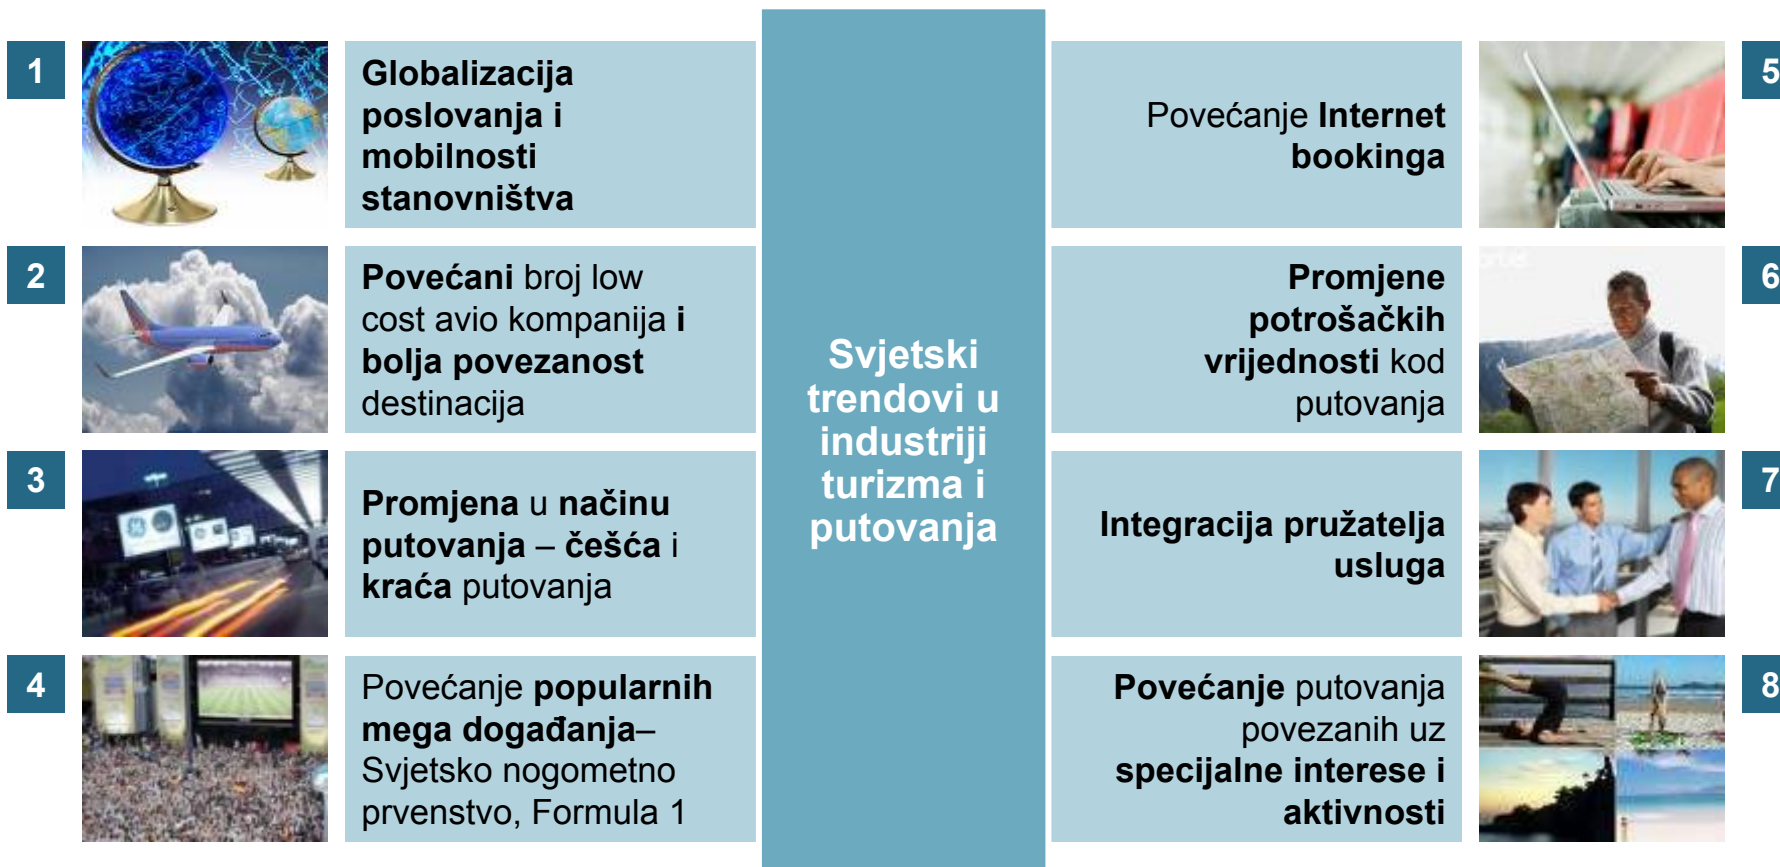 1
Globalizacija
poslovanja i
mobilnosti
stanovništva
2
Povećani broj low
cost avio kompanija i
bolja povezanost
destinacija
3
Promjena u načinu
putovanja – češća i
kraća putovanja
4
Povećanje popularnih
mega događanja–
Svjetsko nogometno
prvenstvo, Formula 1
Svjetski
trendovi u
industriji
turizma i
putovanja
Povećanje Internet
bookinga
5
Promjene
potrošačkih
vrijednosti kod
putovanja
6
Integracija pružatelja
usluga
7
Povećanje putovanja
povezanih uz
specijalne interese i
aktivnosti
8